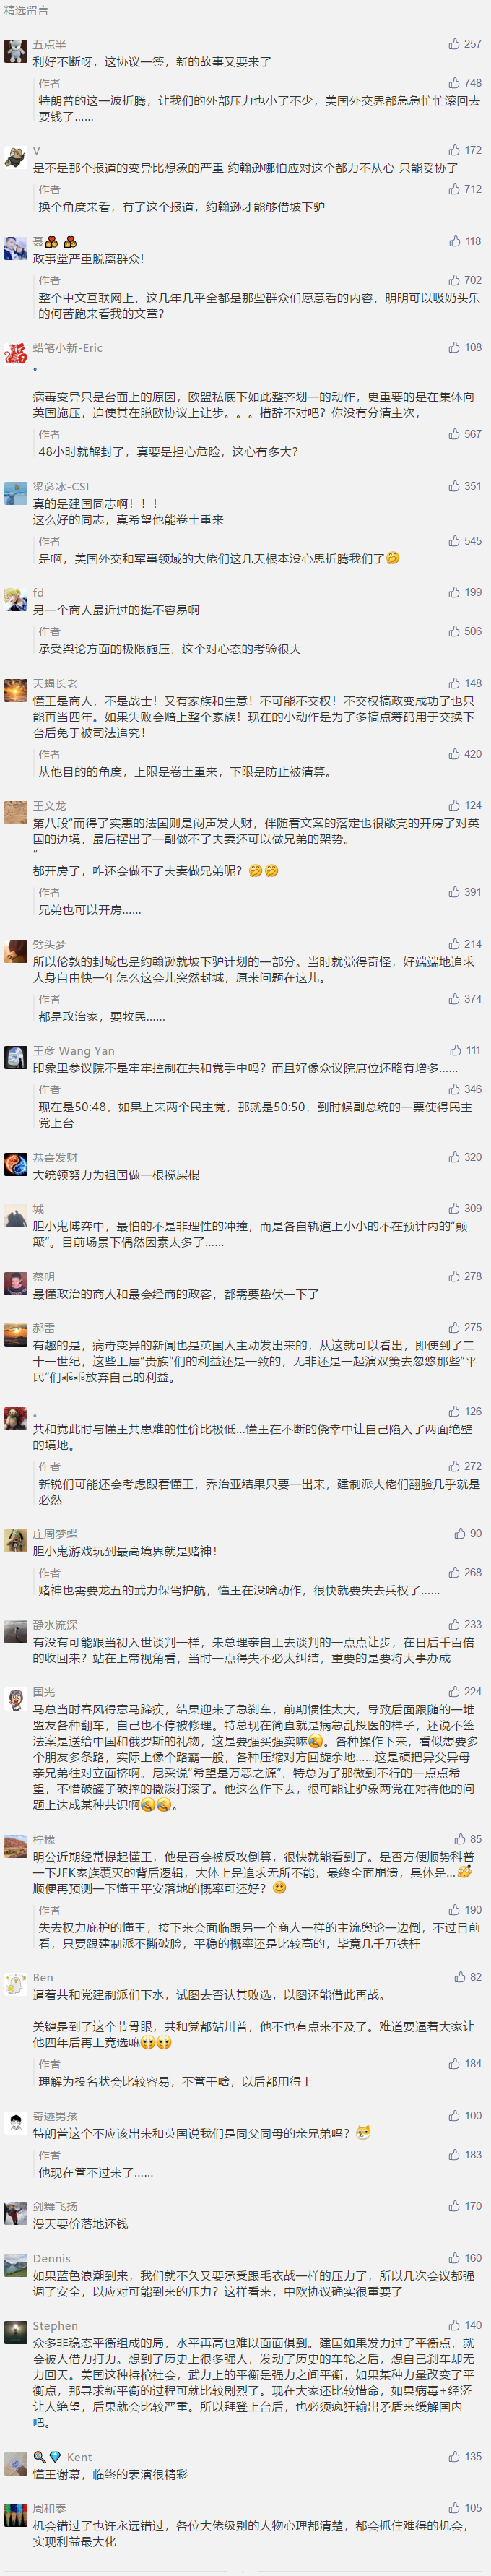 精选留言
五点半
257
利好不断呀，这协议一签，新的故事又要来了
作者
748
特朗普的这一波折腾，让我们的外部压力也小了不少，美国外交界都急急忙忙滚回去
要钱了……
V
172
是不是那个报道的变异比想象的严重 约翰逊哪怕应对这个都力不从心 只能妥协了
作者
712
换个角度来看，有了这个报道，约翰逊才能够借坡下驴
聂
118
政事堂严重脱离群众！
作者
702
整个中文互联网上，这几年几乎全都是那些群众们愿意看的内容，明明可以吸奶头乐
的何苦跑来看我的文章？
蜡笔小新-Eric
108
。
病毒变异只是台面上的原因，欧盟私底下如此整齐划一的动作，更重要的是在集体向
英国施压，迫使其在脱欧协议上让步。。。措辞不对吧？你没有分清主次，
作者
567
48小时就解封了，真要是担心危险，这心有多大？
梁彦冰-CSI
351
真的是建国同志啊！！！
这么好的同志，真希望他能卷土重来
作者
545
是啊，美国外交和军事领域的大佬们这几天根本没心思折腾我们了
fd
199
另一个商人最近过的挺不容易啊
作者
506
承受舆论方面的极限施压，这个对心态的考验很大
天蝎长老
148
懂王是商人，不是战士！又有家族和生意！不可能不交权！不交权搞政变成功了也只
能再当四年。如果失败会赔上整个家族！现在的小动作是为了多搞点筹码用于交换下
台后免于被司法追究！
作者
420
从他目的的角度，上限是卷土重来，下限是防止被清算。
王文龙
124
第八段“而得了实惠的法国则是闷声发大财，伴随着文案的落定也很敞亮的开房了对英
国的边境，最后摆出了一副做不了夫妻还可以做兄弟的架势。
”
都开房了，咋还会做不了夫妻做兄弟呢？
作者
391
兄弟也可以开房……
劈头梦
214
所以伦敦的封城也是约翰逊就坡下驴计划的一部分。当时就觉得奇怪，好端端地追求
人身自由快一年怎么这会儿突然封城，原来问题在这儿。
作者
374
都是政治家，要牧民……
王彦 Wang Yan
111
印象里参议院不是牢牢控制在共和党手中吗？而且好像众议院席位还略有增多……
作者
346
现在是50:48，如果上来两个民主党，那就是50:50，到时候副总统的一票使得民主
党上台
恭喜发财
320
大统领努力为祖国做一根搅屎棍
城
309
胆小鬼博弈中，最怕的不是非理性的冲撞，而是各自轨道上小小的不在预计内的“颠
簸”。目前场景下偶然因素太多了……
蔡明
278
最懂政治的商人和最会经商的政客，都需要蛰伏一下了
郝雷
275
有趣的是，病毒变异的新闻也是英国人主动发出来的，从这就可以看出，即使到了二
十一世纪，这些上层“贵族”们的利益还是一致的，无非还是一起演双簧去忽悠那些“平
民”们乖乖放弃自己的利益。
。
126
共和党此时与懂王共患难的性价比极低…懂王在不断的侥幸中让自己陷入了两面绝壁
的境地。
作者
272
新锐们可能还会考虑跟着懂王，乔治亚结果只要一出来，建制派大佬们翻脸几乎就是
必然
庄周梦蝶
90
胆小鬼游戏玩到最高境界就是赌神！
作者
268
赌神也需要龙五的武力保驾护航，懂王在没啥动作，很快就要失去兵权了……
静水流深
233
有没有可能跟当初入世谈判一样，朱总理亲自上去谈判的一点点让步，在日后千百倍
的收回来？站在上帝视角看，当时一点得失不必太纠结，重要的是要将大事办成
国光
224
马总当时春风得意马蹄疾，结果迎来了急刹车，前期惯性太大，导致后面跟随的一堆
盟友各种翻车，自己也不停被修理。特总现在简直就是病急乱投医的样子，还说不签
法案是送给中国和俄罗斯的礼物，这是要强买强卖嘛。各种操作下来，看似想要多
个朋友多条路，实际上像个路霸一般，各种压缩对方回旋余地……这是硬把异父异母
亲兄弟往对立面挤啊。尼采说“希望是万恶之源”，特总为了那微到不行的一点点希
望，不惜破罐子破摔的撒泼打滚了。他这么作下去，很可能让驴象两党在对待他的问
题上达成某种共识啊。
柠檬
85
明公近期经常提起懂王，他是否会被反攻倒算，很快就能看到了。是否方便顺势科普
一下JFK家族覆灭的背后逻辑，大体上是追求无所不能，最终全面崩溃，具体是…
顺便再预测一下懂王平安落地的概率可还好？
作者
190
失去权力庇护的懂王，接下来会面临跟另一个商人一样的主流舆论一边倒，不过目前
看，只要跟建制派不撕破脸，平稳的概率还是比较高的，毕竟几千万铁杆
Ben
82
逼着共和党建制派们下水，试图去否认其败选，以图还能借此再战。
关键是到了这个节骨眼，共和党都站川普，他不也有点来不及了。难道要逼着大家让
他四年后再上竞选嘛
作者
184
理解为投名状会比较容易，不管干啥，以后都用得上
奇迹男孩
100
特朗普这个不应该出来和英国说我们是同父同母的亲兄弟吗？
作者
183
他现在管不过来了……
剑舞飞扬
170
漫天要价落地还钱
Dennis
160
如果蓝色浪潮到来，我们就不久又要承受跟毛衣战一样的压力了，所以几次会议都强
调了安全，以应对可能到来的压力？这样看来，中欧协议确实很重要了
Stephen
140
众多非稳态平衡组成的局，水平再高也难以面面俱到。建国如果发力过了平衡点，就
会被人借力打力。想到了历史上很多强人，发动了历史的车轮之后，想自己刹车却无
力回天。美国这种持枪社会，武力上的平衡是强力之间平衡，如果某种力量改变了平
衡点，那寻求新平衡的过程可就比较剧烈了。现在大家还比较惜命，如果病毒+经济
让人绝望，后果就会比较严重。所以拜登上台后，也必须疯狂输出矛盾来缓解国内
吧。
Kent
135
懂王谢幕，临终的表演很精彩
周和泰
105
机会错过了也许永远错过，各位大佬级别的人物心理都清楚，都会抓住难得的机会，
实现利益最大化